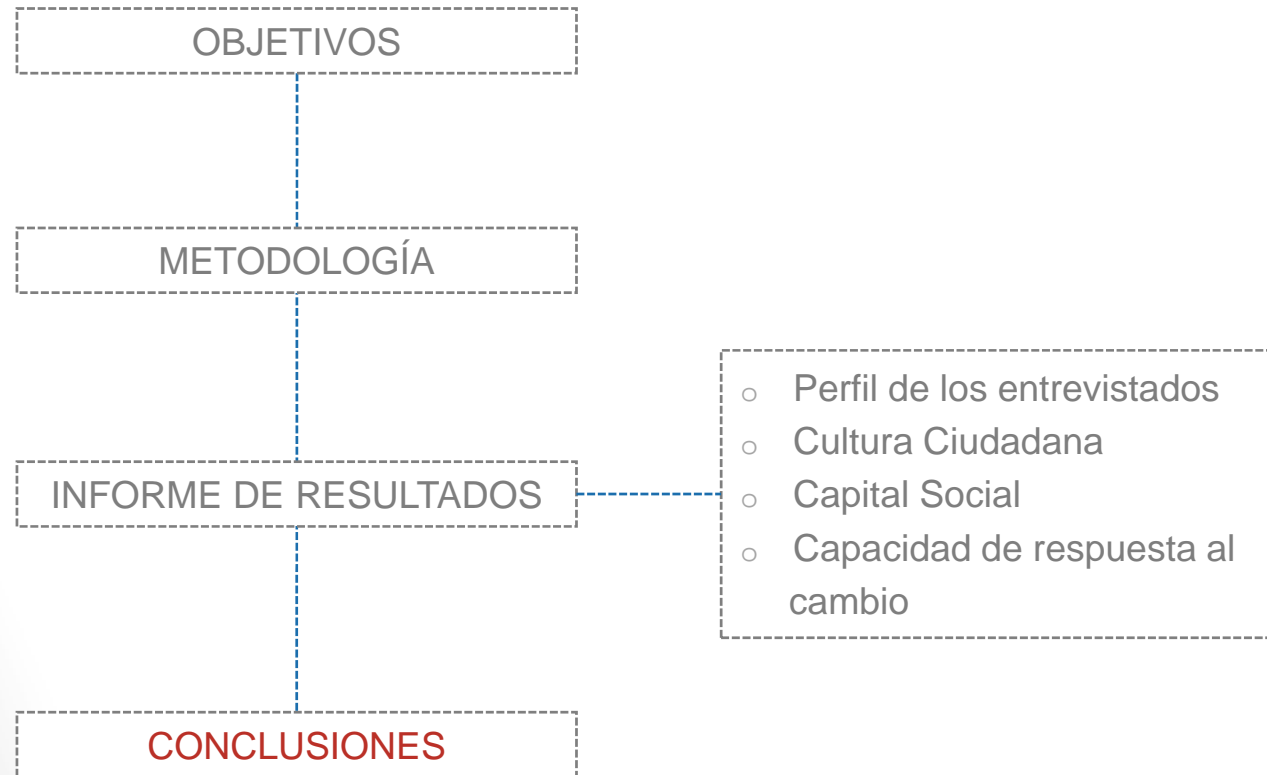 OBJETIVOS
METODOLOGÍA
INFORME DE RESULTADOS
o Perfil de los entrevistados
o Cultura Ciudadana
o Capital Social
o Capacidad de respuesta al
cambio
CONCLUSIONES